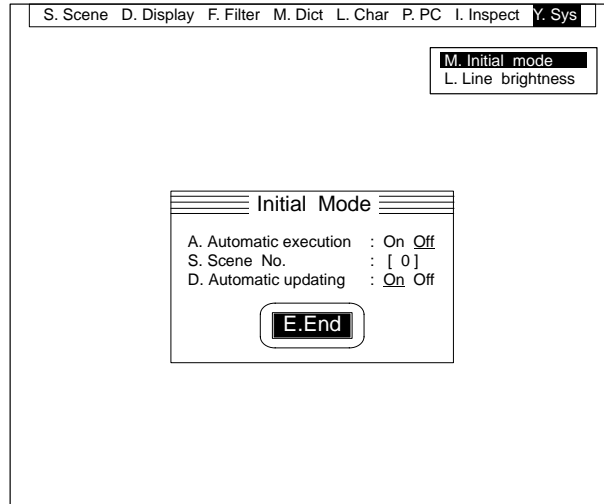 S. Scene D. Display F. Filter M. Dict L. Char P. PC I. Inspect Y. Sys
M. Initial mode
L. Line brightness
Initial Mode
A. Automatic execution : On Off
S. Scene No. : [ 0 ]
D. Automatic updating : On Off
E.End